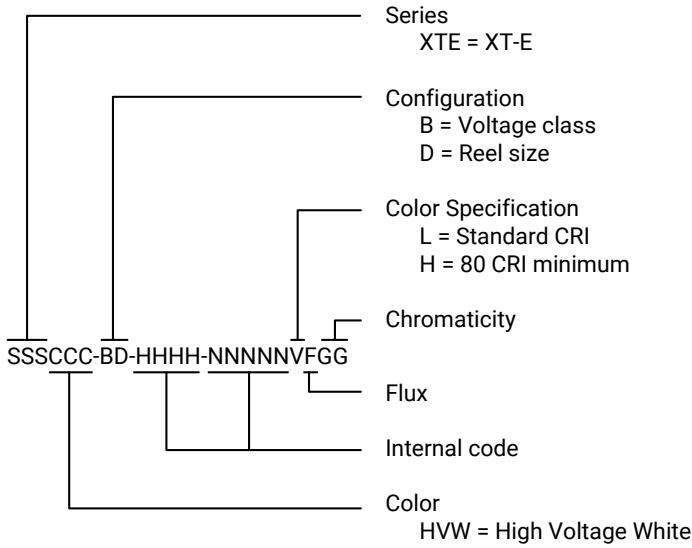 Series
XTE = XT-E
Configuration
B = Voltage class
D = Reel size
Color Specification
L = Standard CRI
H = 80 CRI minimum
Chromaticity
SSSCCC-BD-HHHH-NNNNNVFGG
Flux
Internal code
Color
HVW = High Voltage White